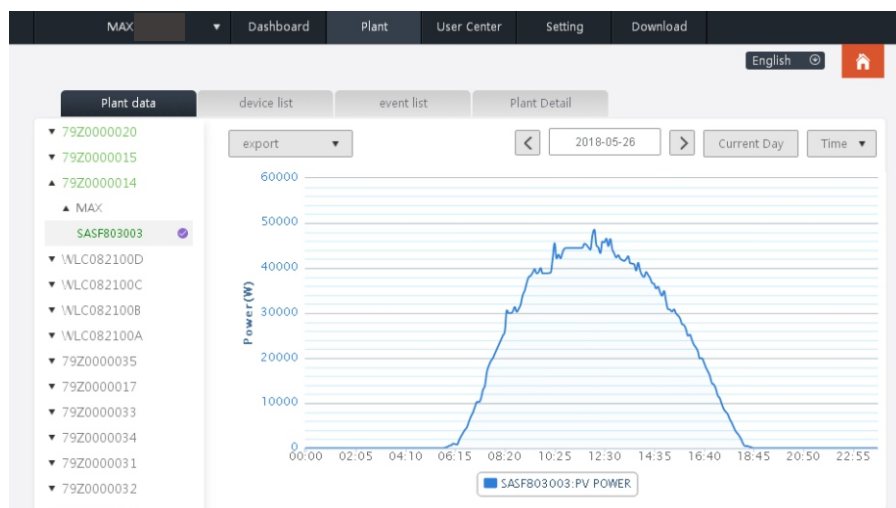 MAX Dashboard Plant User Center Setting Download
English
Plant data device list event list Plant Detail
79Z0000020
79Z0000015
79Z0000014
MAX
SASF803003
WLC082100D
WLC082100C
WLC082100B
WLC082100A
79Z0000035
79Z0000017
79Z0000033
79Z0000034
79Z0000031
79Z0000032
export 2018-05-26 Current Day Time
Power(W)
60000
50000
40000
30000
20000
10000
0
00:00 02:05 04:10 06:15 08:20 10:25 12:30 14:35 16:40 18:45 20:50 22:55
SASF803003:PV POWER